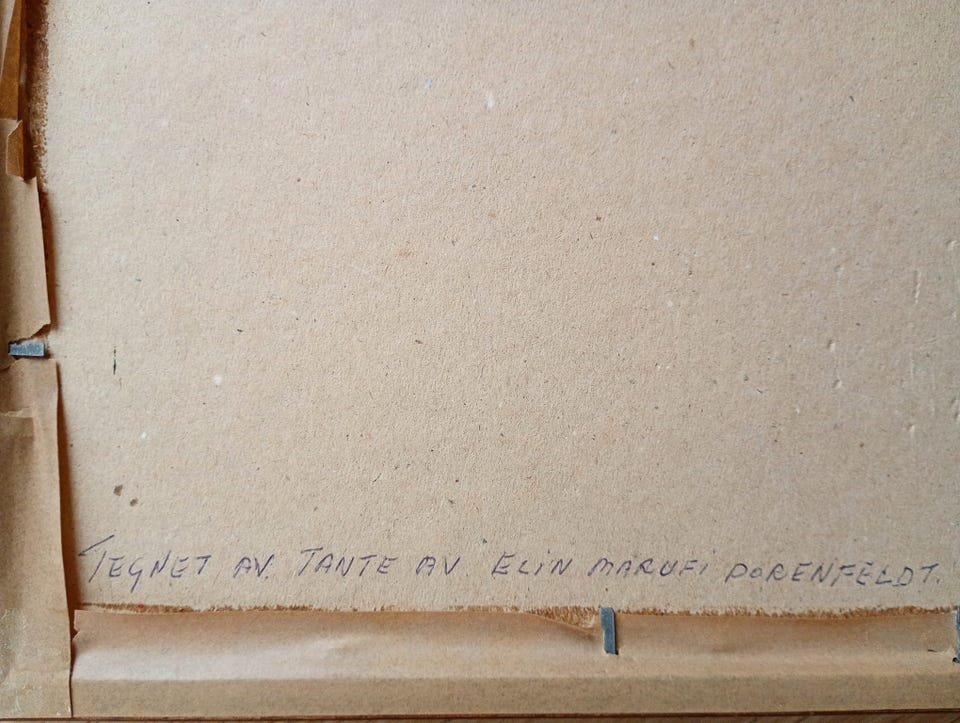 TEGNET AV. TANTE AV ELIN MARUFI DORENFELDT.